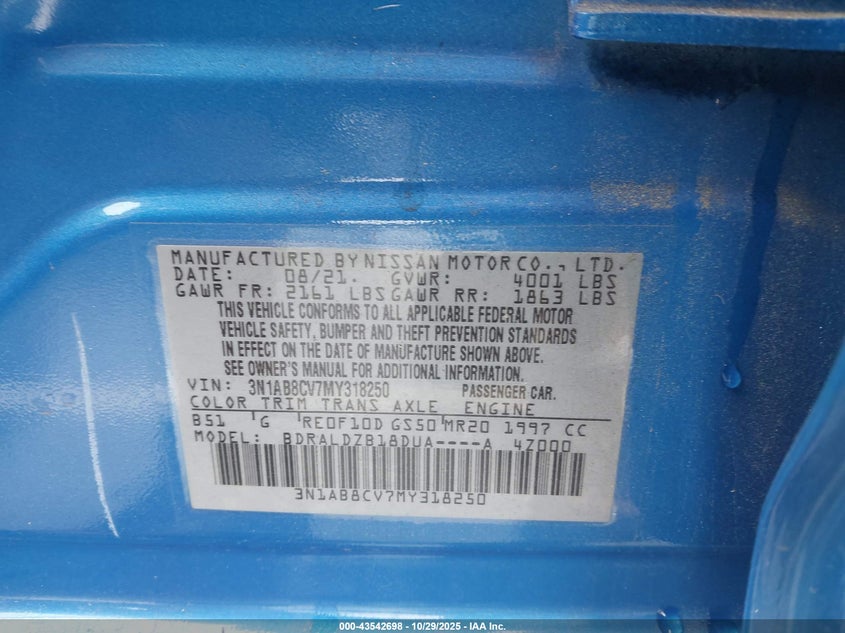 MANUFACTURED BY NISSAN MOTOR CO., LTD.
DATE: 08/21. GVWR: 4001 LBS
GAWR FR: 2161 LBS GAWR RR: 1863 LBS
THIS VEHICLE CONFORMS TO ALL APPLICABLE FEDERAL MOTOR
VEHICLE SAFETY, BUMPER AND THEFT PREVENTION STANDARDS
IN EFFECT ON THE DATE OF MANUFACTURE SHOWN ABOVE.
SEE OWNER'S MANUAL FOR ADDITIONAL INFORMATION.
VIN: 3N1AB8CV7MY318250 PASSENGER CAR.
COLOR TRIM TRANS AXLE ENGINE
B51 G RE0F10D GS50 MR20 1997 CC
MODEL: BDRALDZB18DUA----A 4Z000
3N1AB8CV7MY318250
000-43542698 - 10/29/2025 - IAA Inc.